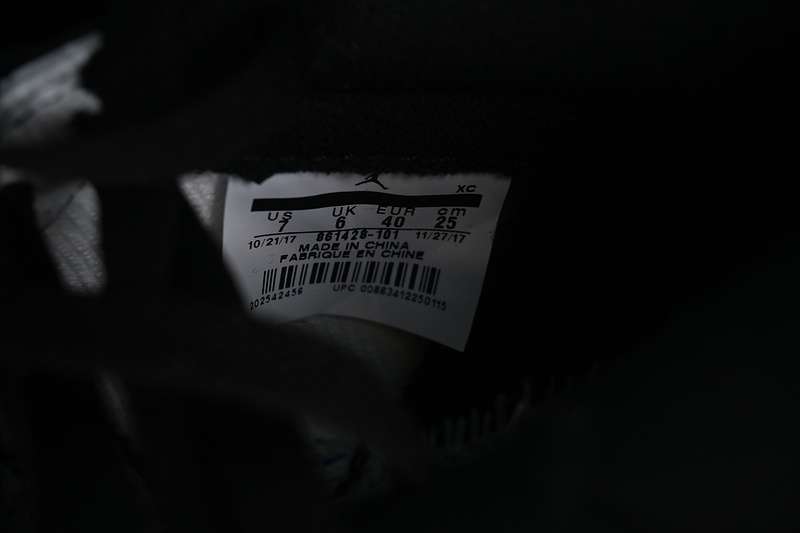 XC
US UK EUR cm
7 6 40 25
10/21/17 861428-101 11/27/17
MADE IN CHINA
FABRIQUE EN CHINE
002542456 UPC 00883412250115